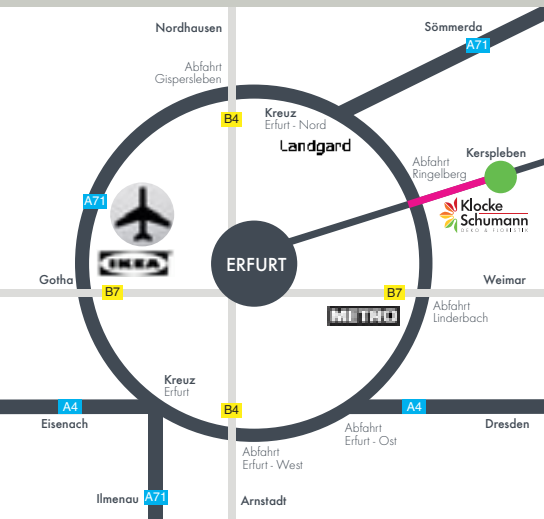 Nordhausen
Sömmerda
A71
Abfahrt
Gispersleben
B4
Kreuz
Erfurt - Nord
Landgard
Kerspleben
Abfahrt
Ringelberg
Klocke
Schumann
DEKO & FLORISTIK
A71
IKEA
ERFURT
Gotha
B7
B7
Weimar
METRO
Abfahrt
Linderbach
Kreuz
Erfurt
A4
Eisenach
B4
A4
Dresden
Abfahrt
Erfurt - Ost
Abfahrt
Erfurt - West
Ilmenau
A71
Arnstadt